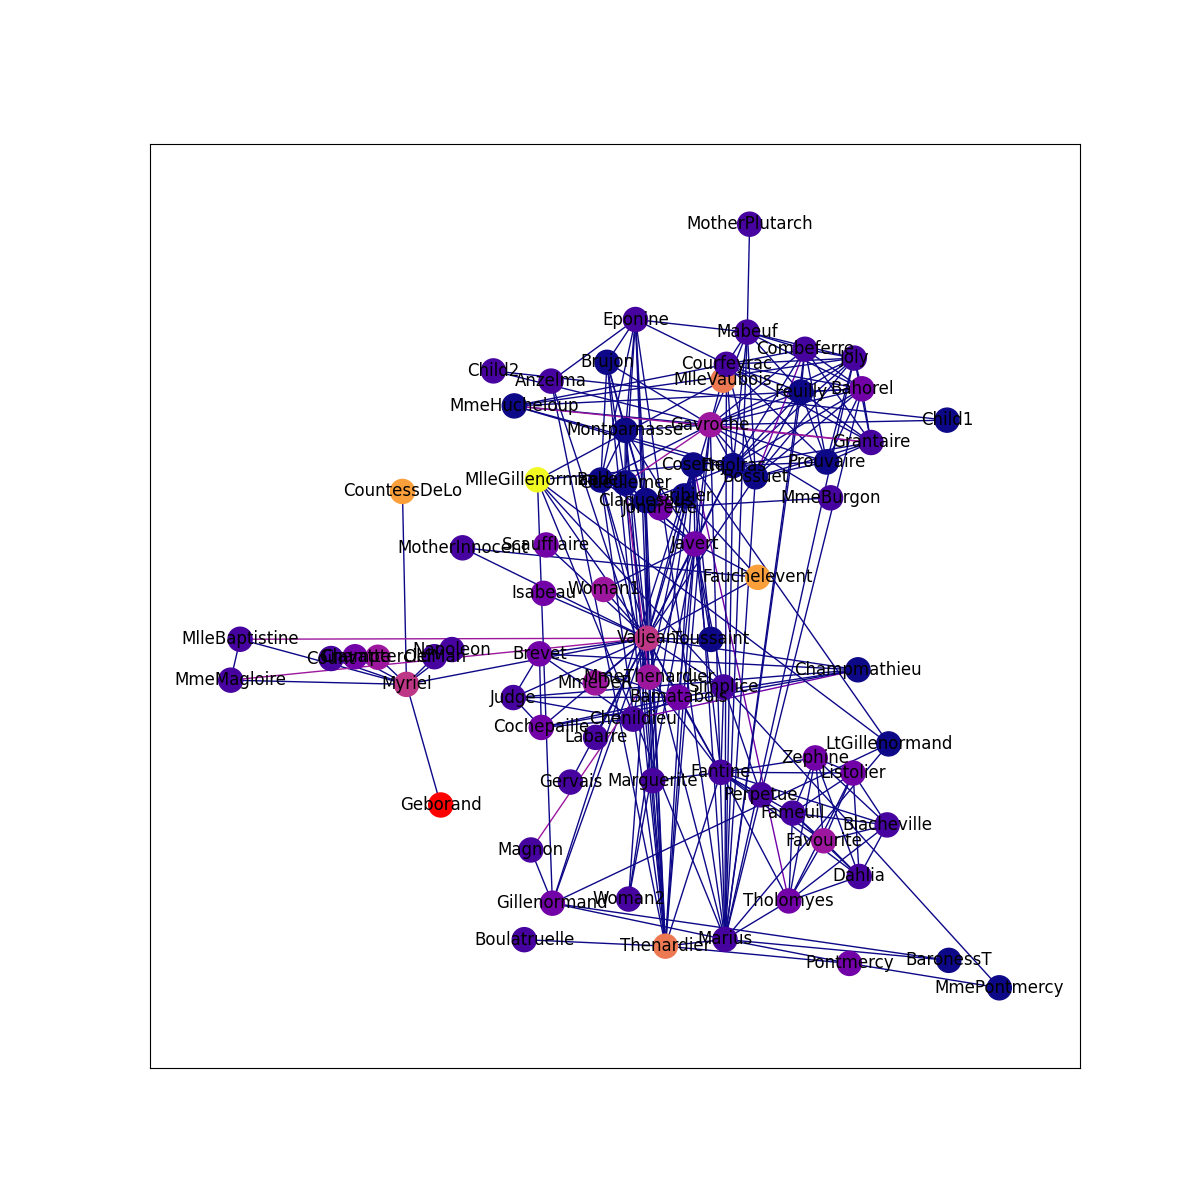 MotherPlutarch
Eponine
Mabeuf
Combeferre
Joly
Brujon
Courfeyrac
Child2
Anzelma
MlleVaubois
Feuilly
Bahorel
MmeHucheloup
Child1
Gavroche
Montparnasse
Grantaire
Cosette
Enjolras
Prouvaire
Bossuet
MlleGillenormand
Babet
Gueulemer
CountessDeLo
Gribier
MmeBurgon
Claquesous
Jondrette
Javert
Scaufflaire
MotherInnocent
Fauchelevent
Woman1
Isabeau
MlleBaptistine
Valjean
Toussaint
Napoleon
Brevet
Count
Cravatte
Champtercier
OldMan
Champmathieu
MmeMagloire
Myriel
MmeDeR
MmeThenardier
Simplice
Judge
Bamatabois
Chenildieu
Cochepaille
Labarre
LtGillenormand
Zephine
Fantine
Listolier
Gervais
Marguerite
Perpetue
Geborand
Fameuil
Blacheville
Favourite
Magnon
Dahlia
Gillenormand
Woman2
Tholomyes
Boulatruelle
Marius
Thenardier
Pontmercy
BaronessT
MmePontmercy